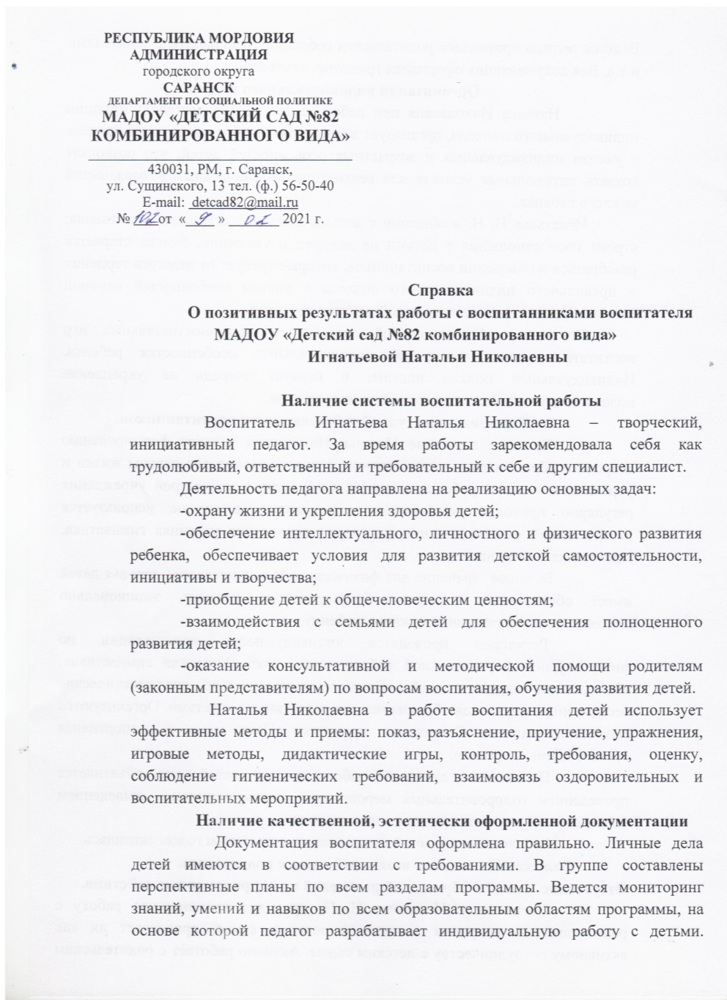 РЕСПУБЛИКА МОРДОВИЯ
АДМИНИСТРАЦИЯ
городского округа
САРАНСК
ДЕПАРТАМЕНТ ПО СОЦИАЛЬНОЙ ПОЛИТИКЕ
МАДОУ «ДЕТСКИЙ САД №82
КОМБИНИРОВАННОГО ВИДА»
430031, РМ, г. Саранск,
ул. Сущинского, 13 тел. (ф.) 56-50-40
E-mail: detcad82@mail.ru
№ 102 от « 9 » 02 2021 г.
Справка
О позитивных результатах работы с воспитанниками воспитателя
МАДОУ «Детский сад №82 комбинированного вида»
Игнатьевой Натальи Николаевны
Наличие системы воспитательной работы
Воспитатель Игнатьева Наталья Николаевна – творческий,
инициативный педагог. За время работы зарекомендовала себя как
трудолюбивый, ответственный и требовательный к себе и другим специалист.
Деятельность педагога направлена на реализацию основных задач:
-охрану жизни и укрепления здоровья детей;
-обеспечение интеллектуального, личностного и физического развития
ребенка, обеспечивает условия для развития детской самостоятельности,
инициативы и творчества;
-приобщение детей к общечеловеческим ценностям;
-взаимодействия с семьями детей для обеспечения полноценного
развития детей;
-оказание консультативной и методической помощи родителям
(законным представителям) по вопросам воспитания, обучения развития детей.
Наталья Николаевна в работе воспитания детей использует
эффективные методы и приемы: показ, разъяснение, приучение, упражнения,
игровые методы, дидактические игры, контроль, требования, оценку,
соблюдение гигиенических требований, взаимосвязь оздоровительных и
воспитательных мероприятий.
Наличие качественной, эстетически оформленной документации
Документация воспитателя оформлена правильно. Личные дела
детей имеются в соответствии с требованиями. В группе составлены
перспективные планы по всем разделам программы. Ведется мониторинг
знаний, умений и навыков по всем образовательным областям программы, на
основе которой педагог разрабатывает индивидуальную работу с детьми.